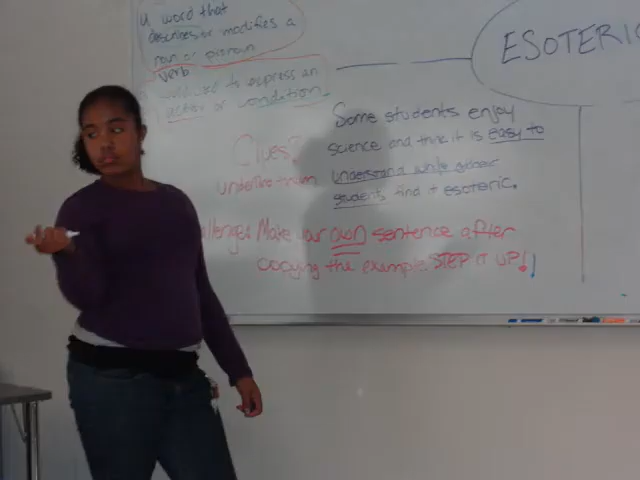 a word that
describes or modifies a
noun or pronoun
verb
word used to express an
action or
ESOTERIC
Some students enjoy
science and think it is easy to
understand while other
students find it esoteric.
Clues?
underline them
Challenge: Make your own sentence after
copying the example. STEP IT UP!!